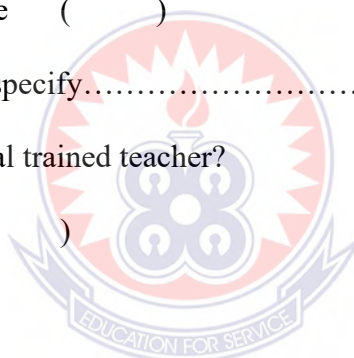 e ( )
specify……………………
al trained teacher?
)
EDUCATION FOR SERVICE